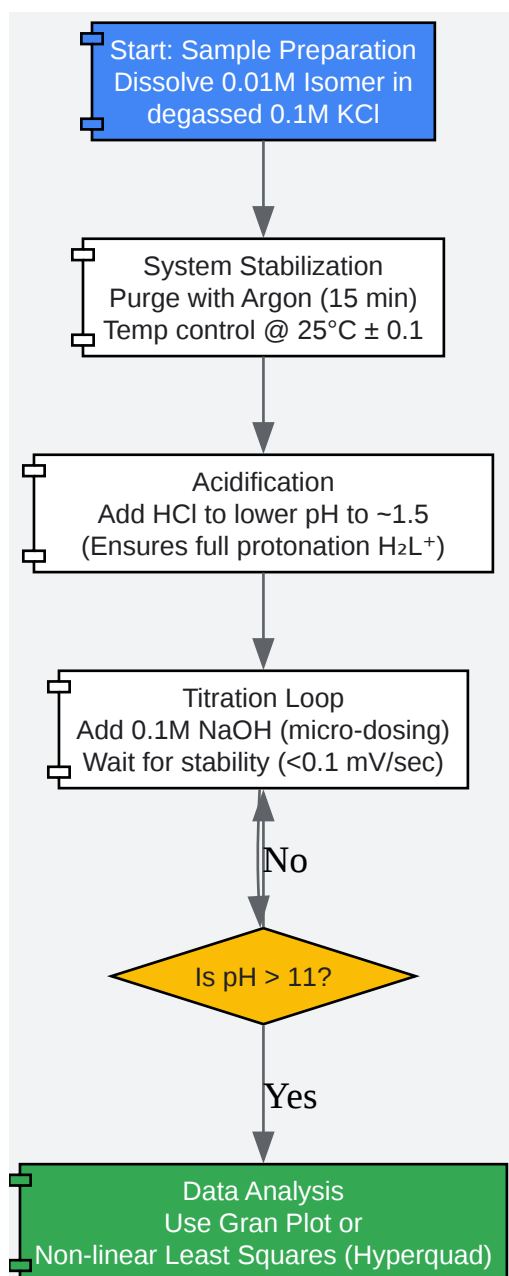 Start: Sample Preparation
Dissolve 0.01M Isomer in
degassed 0.1M KCl
System Stabilization
Purge with Argon (15 min)
Temp control @ 25°C ± 0.1
Acidification
Add HCl to lower pH to ~1.5
(Ensures full protonation H₂L⁺)
Titration Loop
Add 0.1M NaOH (micro-dosing)
Wait for stability (<0.1 mV/sec)
No
Is pH > 11?
Yes
Data Analysis
Use Gran Plot or
Non-linear Least Squares (Hyperquad)